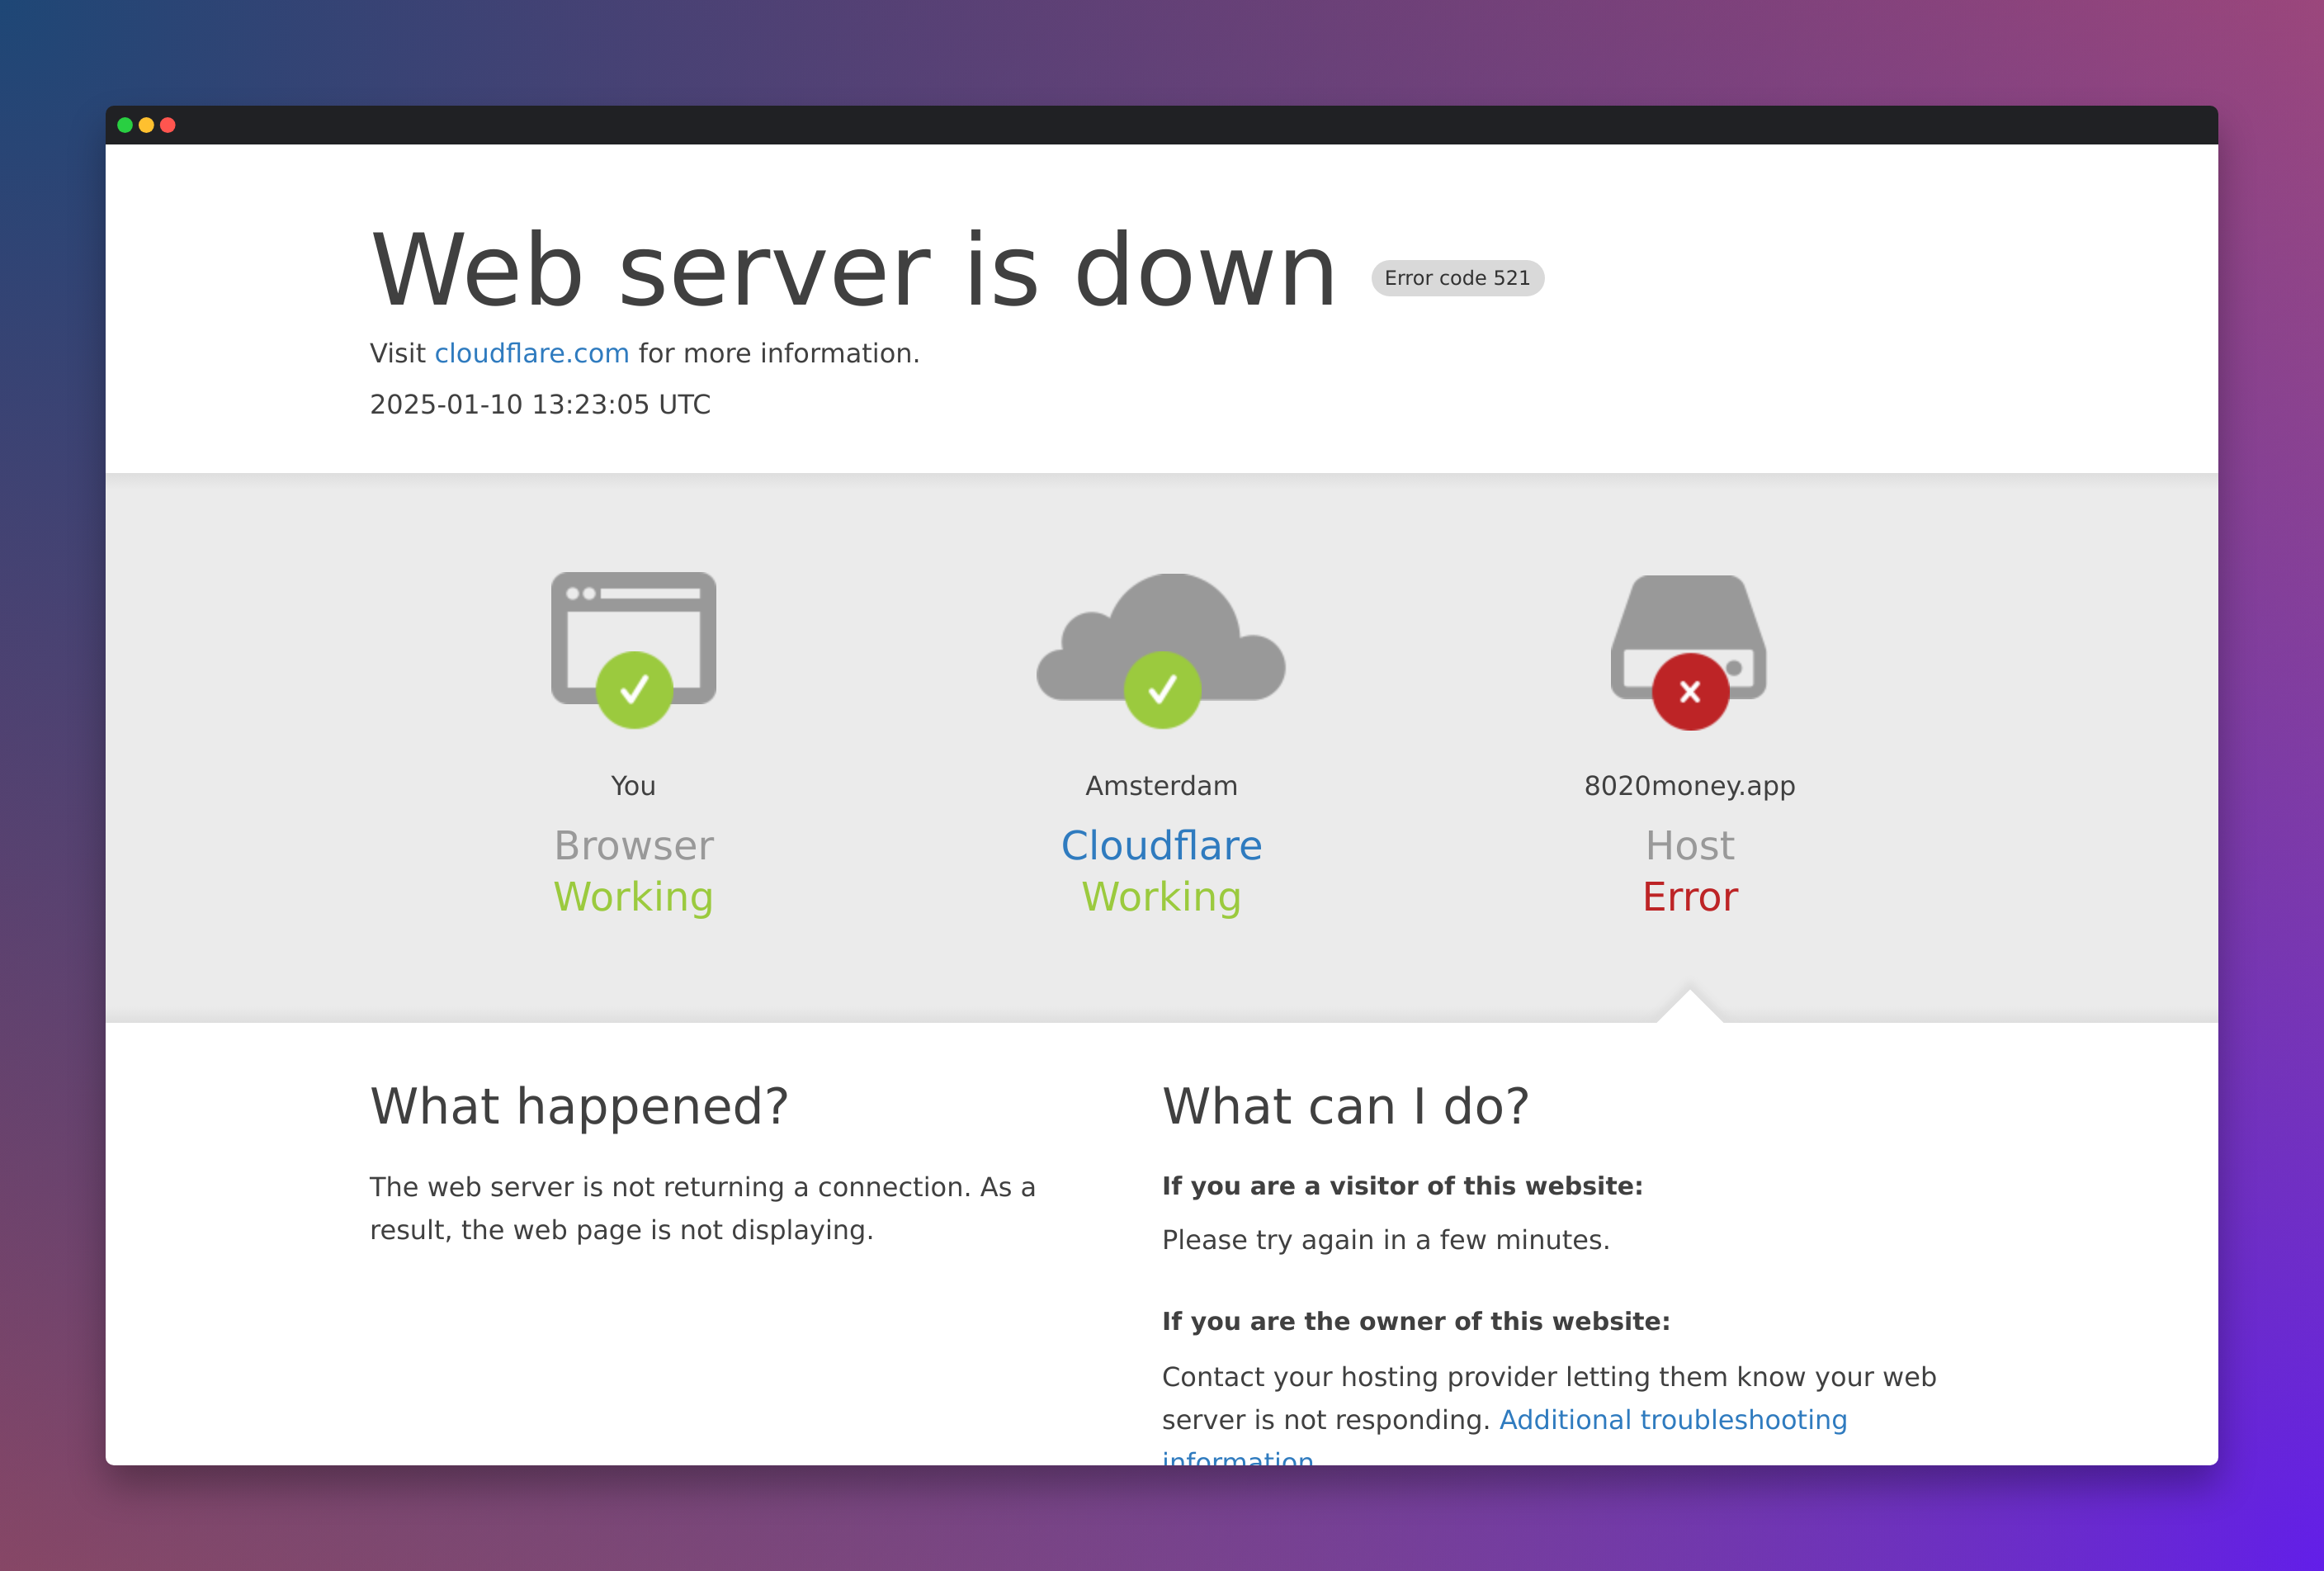 Web server is down Error code 521
Visit cloudflare.com for more information.
2025-01-10 13:23:05 UTC
You
Browser
Working
Amsterdam
Cloudflare
Working
8020money.app
Host
Error
What happened?
The web server is not returning a connection. As a
result, the web page is not displaying.
What can I do?
If you are a visitor of this website:
Please try again in a few minutes.
If you are the owner of this website:
Contact your hosting provider letting them know your web
server is not responding. Additional troubleshooting
information